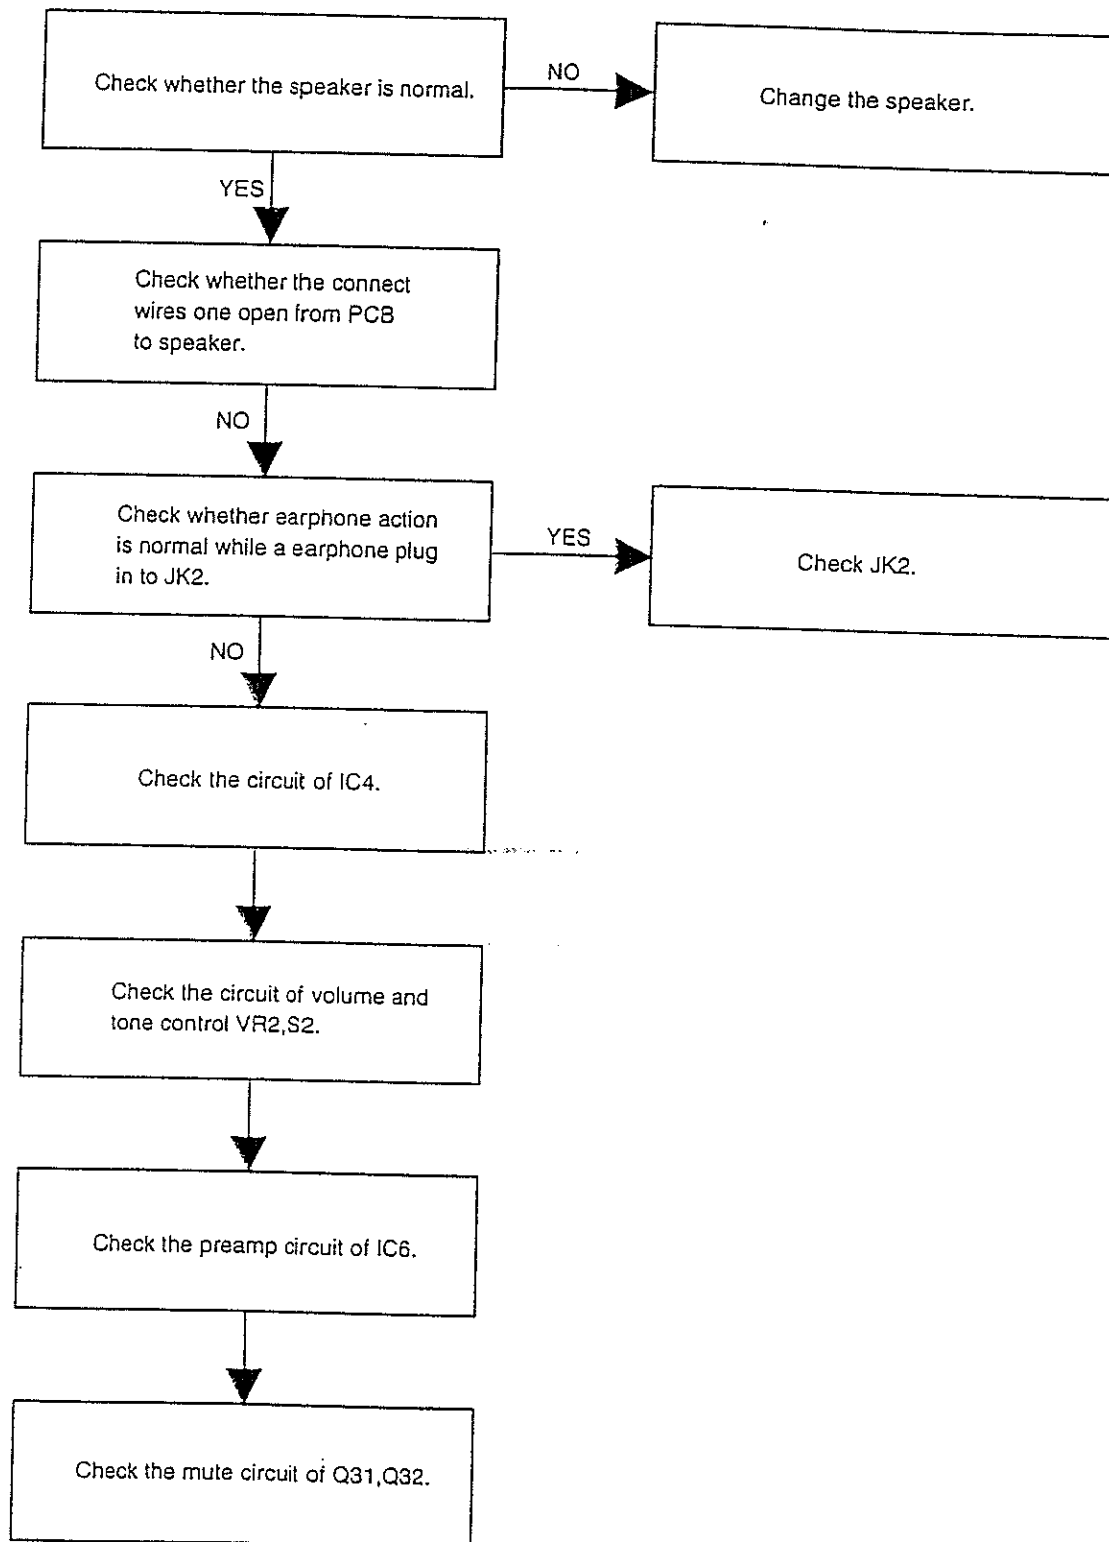 Check whether the speaker is normal.
NO
Change the speaker.
YES
Check whether the connect
wires one open from PCB
to speaker.
NO
Check whether earphone action
is normal while a earphone plug
in to JK2.
YES
Check JK2.
NO
Check the circuit of IC4.
Check the circuit of volume and
tone control VR2,S2.
Check the preamp circuit of IC6.
Check the mute circuit of Q31,Q32.